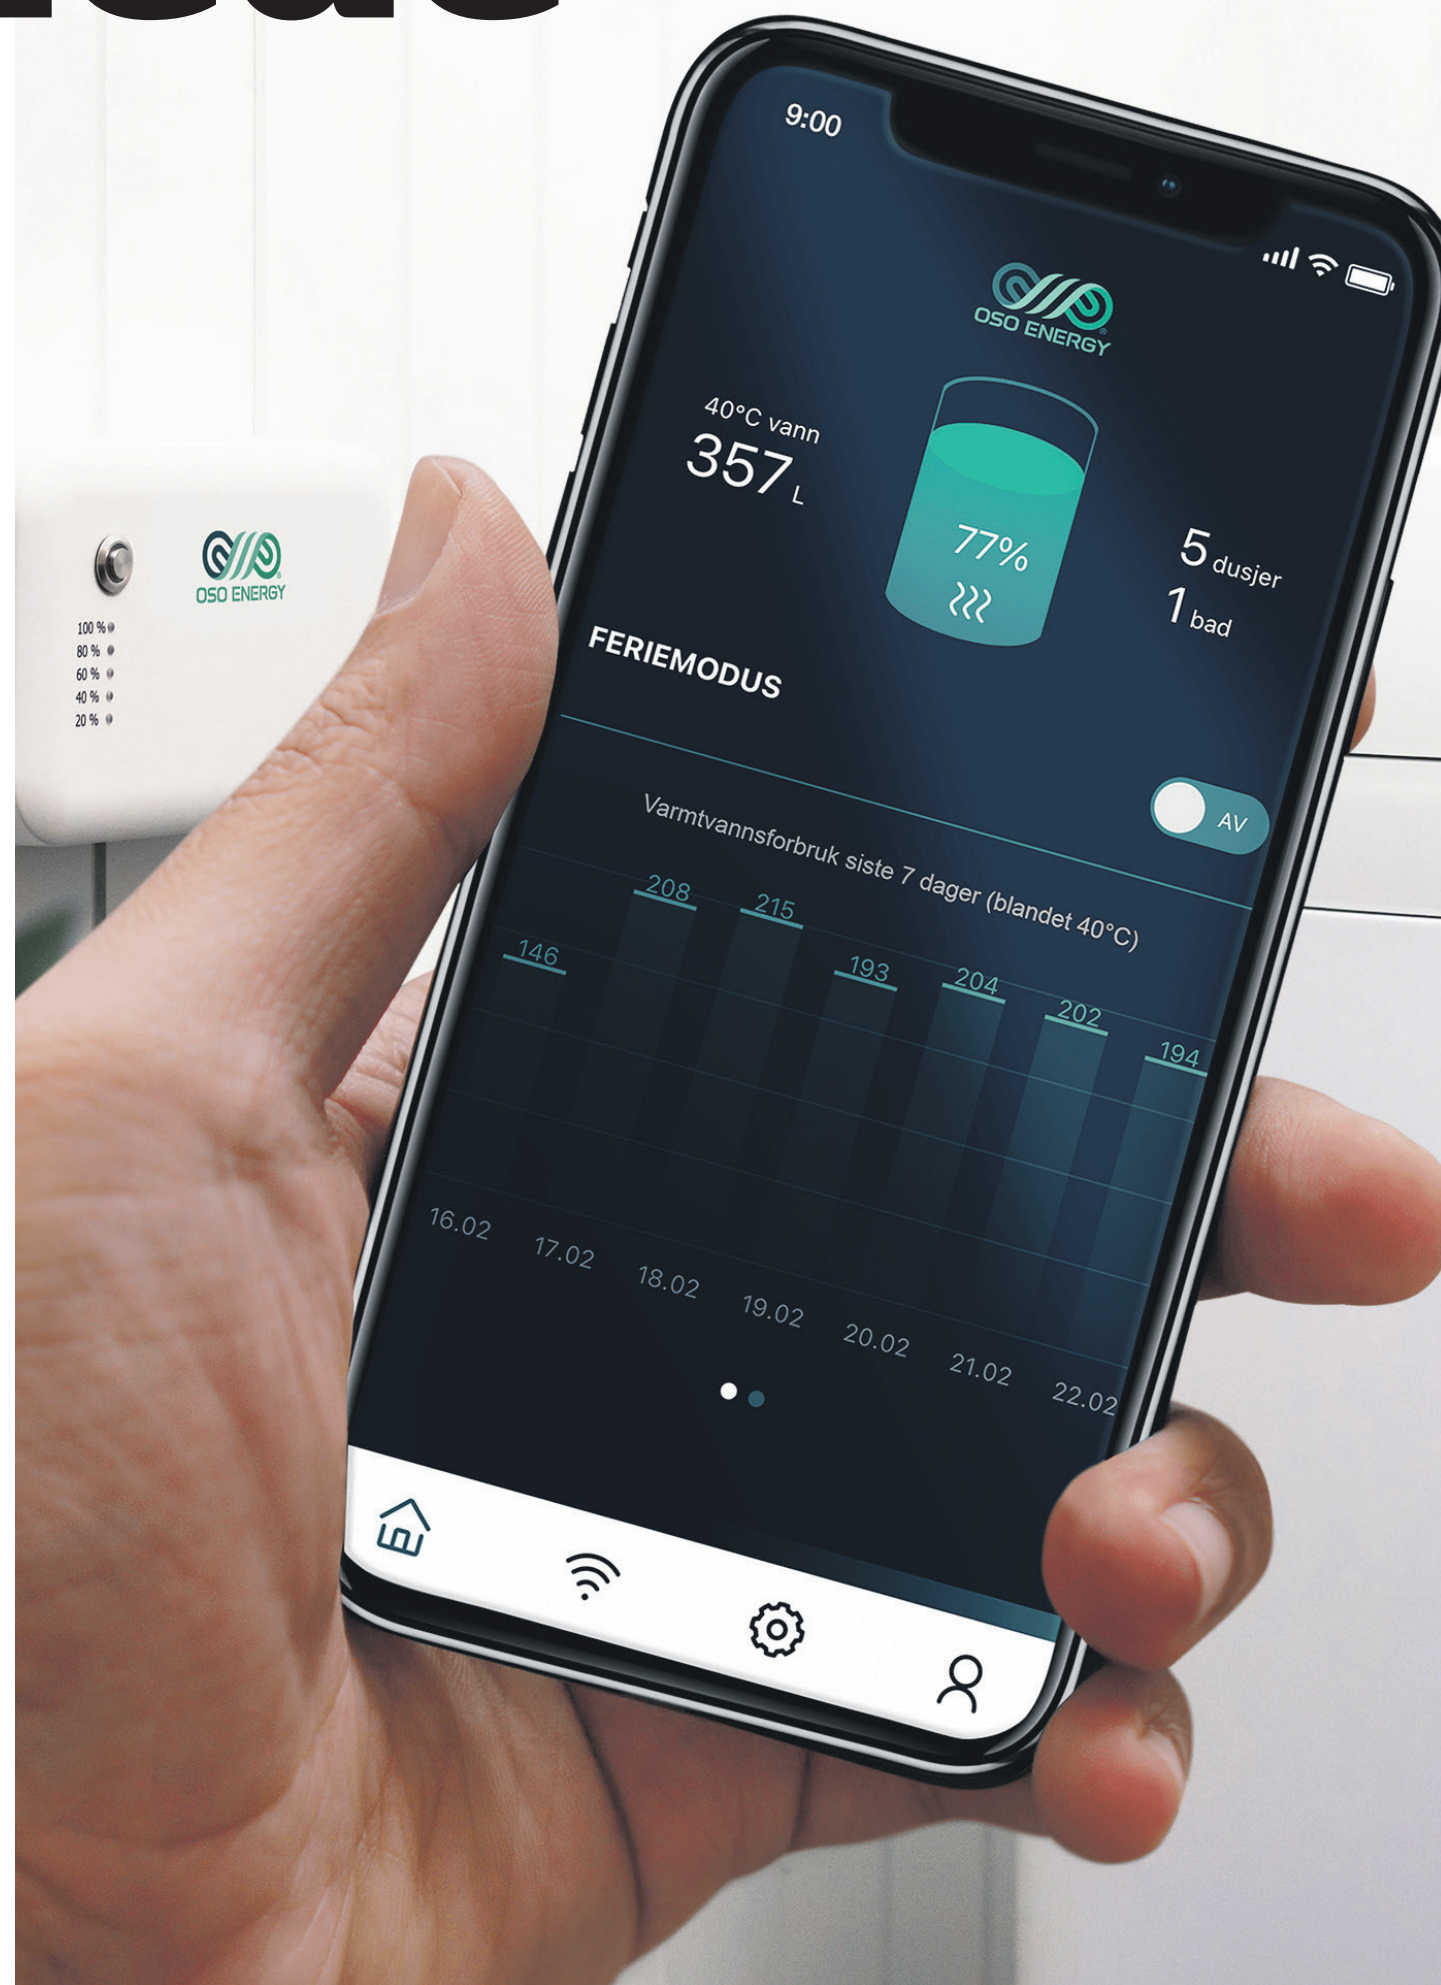 9:00
OSO ENERGY
40°C vann
357 L
77%
5 dusjer
1 bad
FERIEMODUS
AV
Varmtvannsforbruk siste 7 dager (blandet 40°C)
146
208
215
193
204
202
194
16.02
17.02
18.02
19.02
20.02
21.02
22.02
OSO ENERGY
100 %
80 %
60 %
40 %
20 %